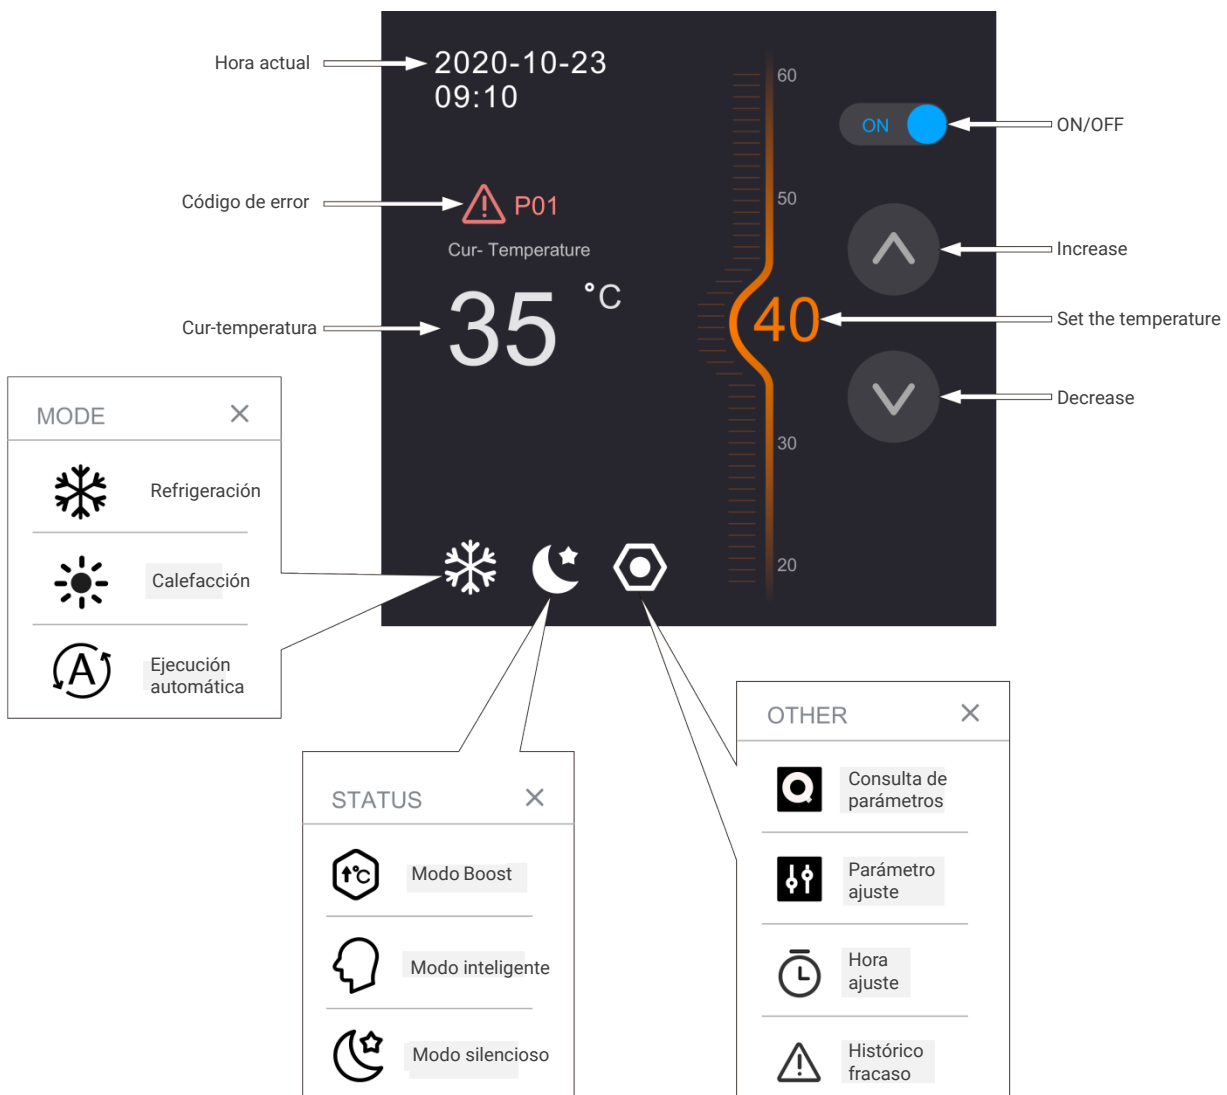 Hora actual
2020-10-23
09:10
60
ON
ON/OFF
Código de error
P01
50
Cur- Temperature
Increase
35 °C
40
Cur-temperatura
Set the temperature
Decrease
30
20
MODE
Refrigeración
Calefacción
A
Ejecución
automática
STATUS
°C
Modo Boost
Modo inteligente
Modo silencioso
OTHER
Consulta de
parámetros
Parámetro
ajuste
Hora
ajuste
Histórico
fracaso